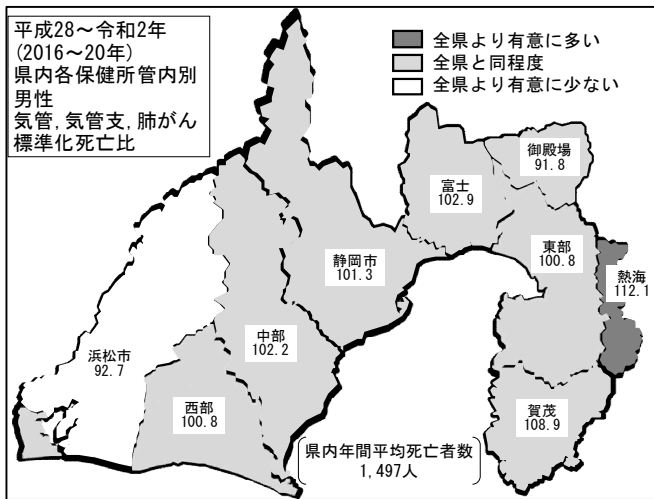 平成28～令和2年
(2016～20年)
県内各保健所管内別
男性
気管,気管支,肺がん
標準化死亡比
全県より有意に多い
全県と同程度
全県より有意に少ない
御殿場
91.8
富士
102.9
東部
100.8
熱海
112.1
静岡市
101.3
中部
102.2
浜松市
92.7
西部
100.8
賀茂
108.9
県内年間平均死亡者数
1,497人